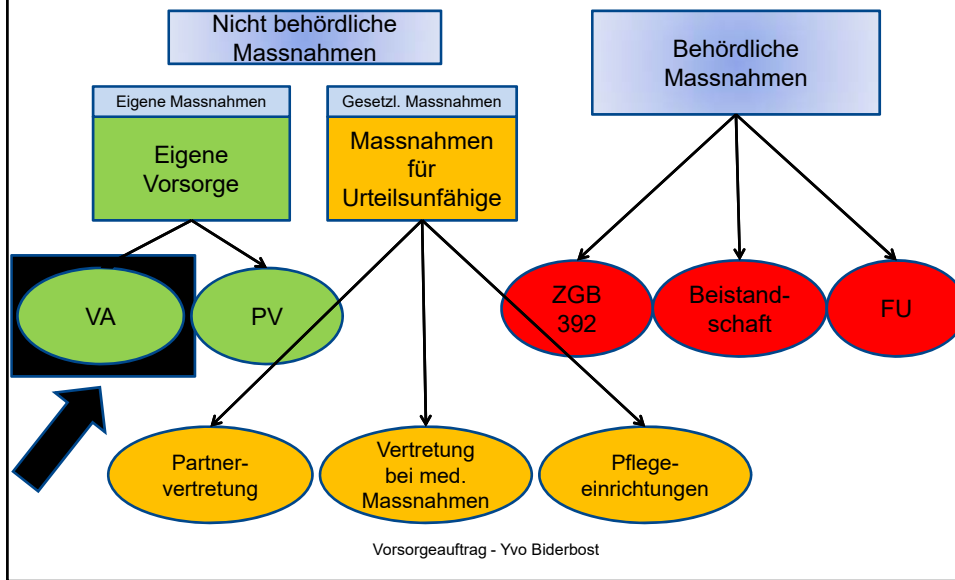 Nicht behördliche
Massnahmen
Behördliche
Massnahmen
Eigene Massnahmen
Gesetzl. Massnahmen
Eigene
Vorsorge
Massnahmen
für
Urteilsunfähige
VA
PV
ZGB
392
Beistand-
schaft
FU
Partner-
vertretung
Vertretung
bei med.
Massnahmen
Pflege-
einrichtungen
Vorsorgeauftrag - Yvo Biderbost